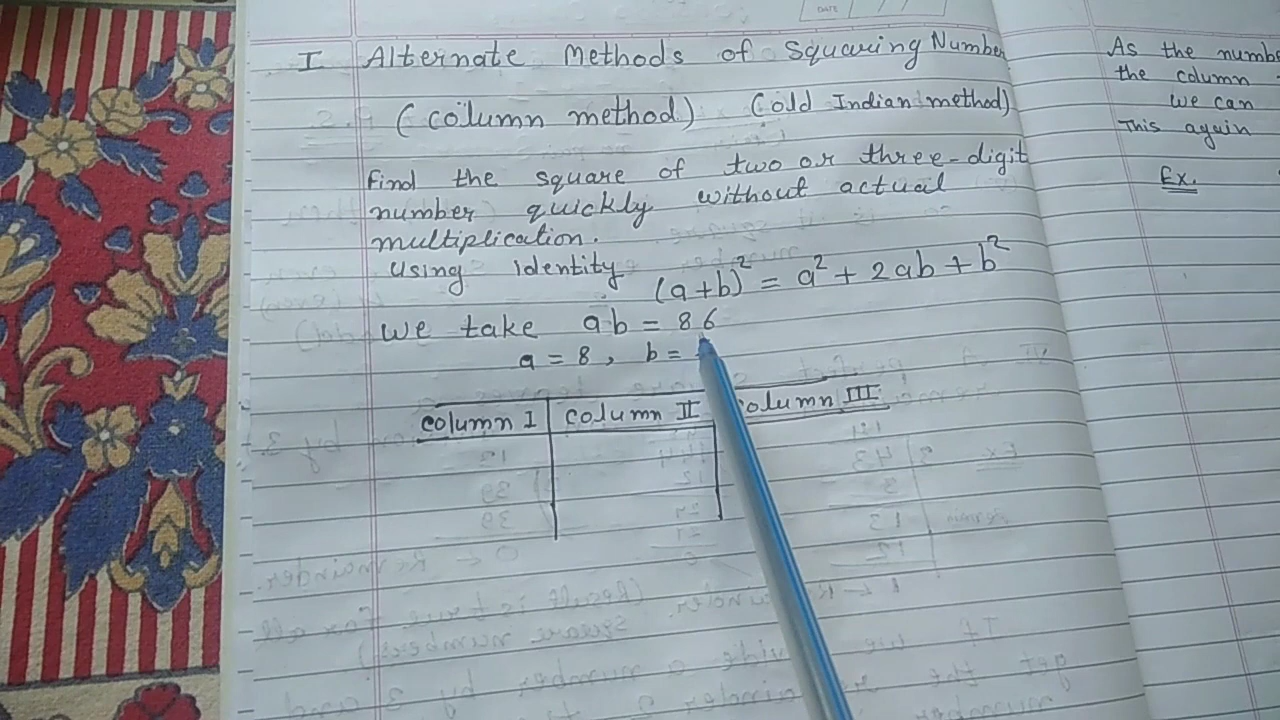 DATE
I Alternate Methods of Squaring Number
(column method) (old Indian method)
Find the square of two or three-digit
number quickly without actual
multiplication.
Using Identity (a+b)² = a² + 2ab + b²
We take ab = 86
a = 8, b =
column I column II column III
As the
the column
we can
This again
Ex.